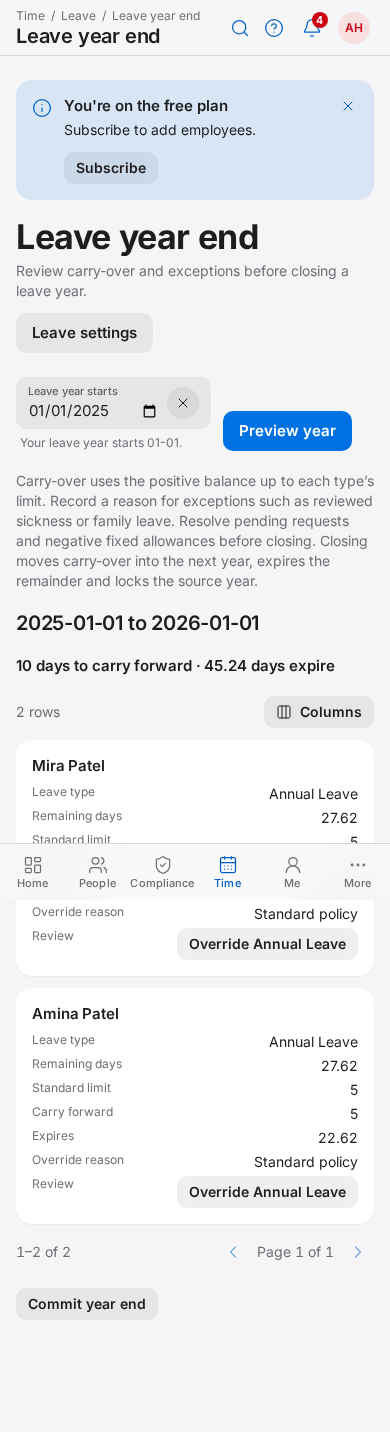 Time / Leave / Leave year end
Leave year end
4
AH
You're on the free plan
Subscribe to add employees.
Subscribe
Leave year end
Review carry-over and exceptions before closing a
leave year.
Leave settings
Leave year starts
01/01/2025
Your leave year starts 01-01.
Preview year
Carry-over uses the positive balance up to each type's
limit. Record a reason for exceptions such as reviewed
sickness or family leave. Resolve pending requests
and negative fixed allowances before closing. Closing
moves carry-over into the next year, expires the
remainder and locks the source year.
2025-01-01 to 2026-01-01
10 days to carry forward · 45.24 days expire
2 rows
Columns
Mira Patel
Leave type Annual Leave
Remaining days 27.62
Standard limit 5
Home People Compliance Time Me More
Override reason Standard policy
Review Override Annual Leave
Amina Patel
Leave type Annual Leave
Remaining days 27.62
Standard limit 5
Carry forward 5
Expires 22.62
Override reason Standard policy
Review Override Annual Leave
1–2 of 2 Page 1 of 1
Commit year end